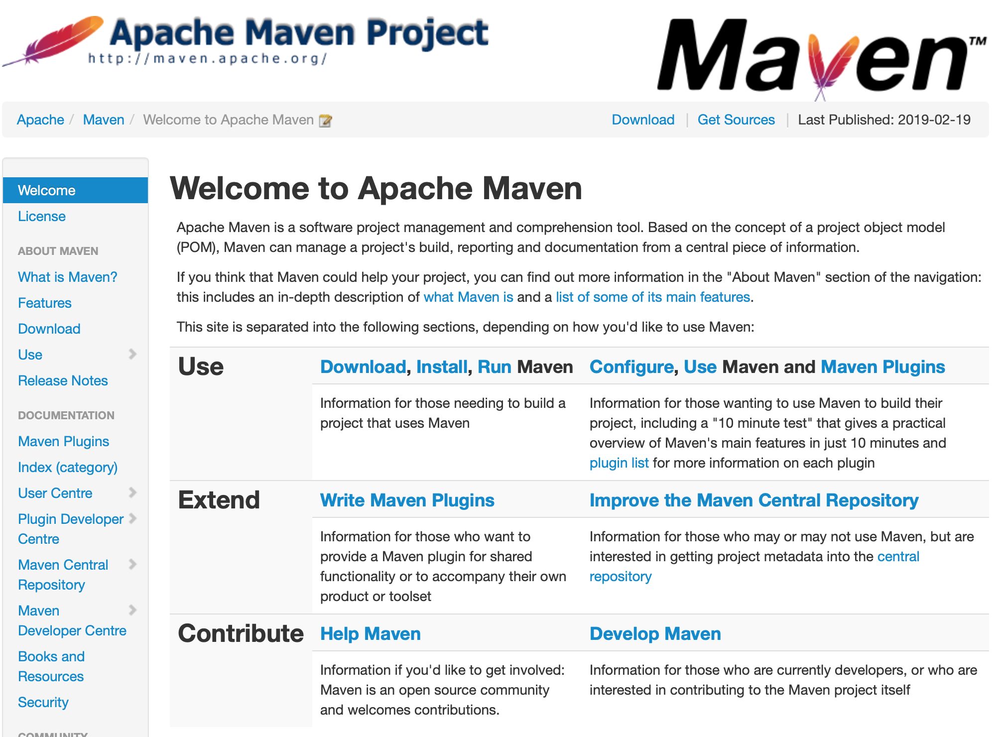 Apache Maven Project
http://maven.apache.org/
Maven™
Apache / Maven / Welcome to Apache Maven
Download | Get Sources | Last Published: 2019-02-19
Welcome
License
ABOUT MAVEN
What is Maven?
Features
Download
Use
Release Notes
DOCUMENTATION
Maven Plugins
Index (category)
User Centre
Plugin Developer
Centre
Maven Central
Repository
Maven
Developer Centre
Books and
Resources
Security
COMMUNITY
Welcome to Apache Maven
Apache Maven is a software project management and comprehension tool. Based on the concept of a project object model
(POM), Maven can manage a project's build, reporting and documentation from a central piece of information.
If you think that Maven could help your project, you can find out more information in the "About Maven" section of the navigation:
this includes an in-depth description of what Maven is and a list of some of its main features.
This site is separated into the following sections, depending on how you'd like to use Maven:
Use
Download, Install, Run Maven
Information for those needing to build a
project that uses Maven
Configure, Use Maven and Maven Plugins
Information for those wanting to use Maven to build their
project, including a "10 minute test" that gives a practical
overview of Maven's main features in just 10 minutes and
plugin list for more information on each plugin
Extend
Write Maven Plugins
Information for those who want to
provide a Maven plugin for shared
functionality or to accompany their own
product or toolset
Improve the Maven Central Repository
Information for those who may or may not use Maven, but are
interested in getting project metadata into the central
repository
Contribute
Help Maven
Information if you'd like to get involved:
Maven is an open source community
and welcomes contributions.
Develop Maven
Information for those who are currently developers, or who are
interested in contributing to the Maven project itself